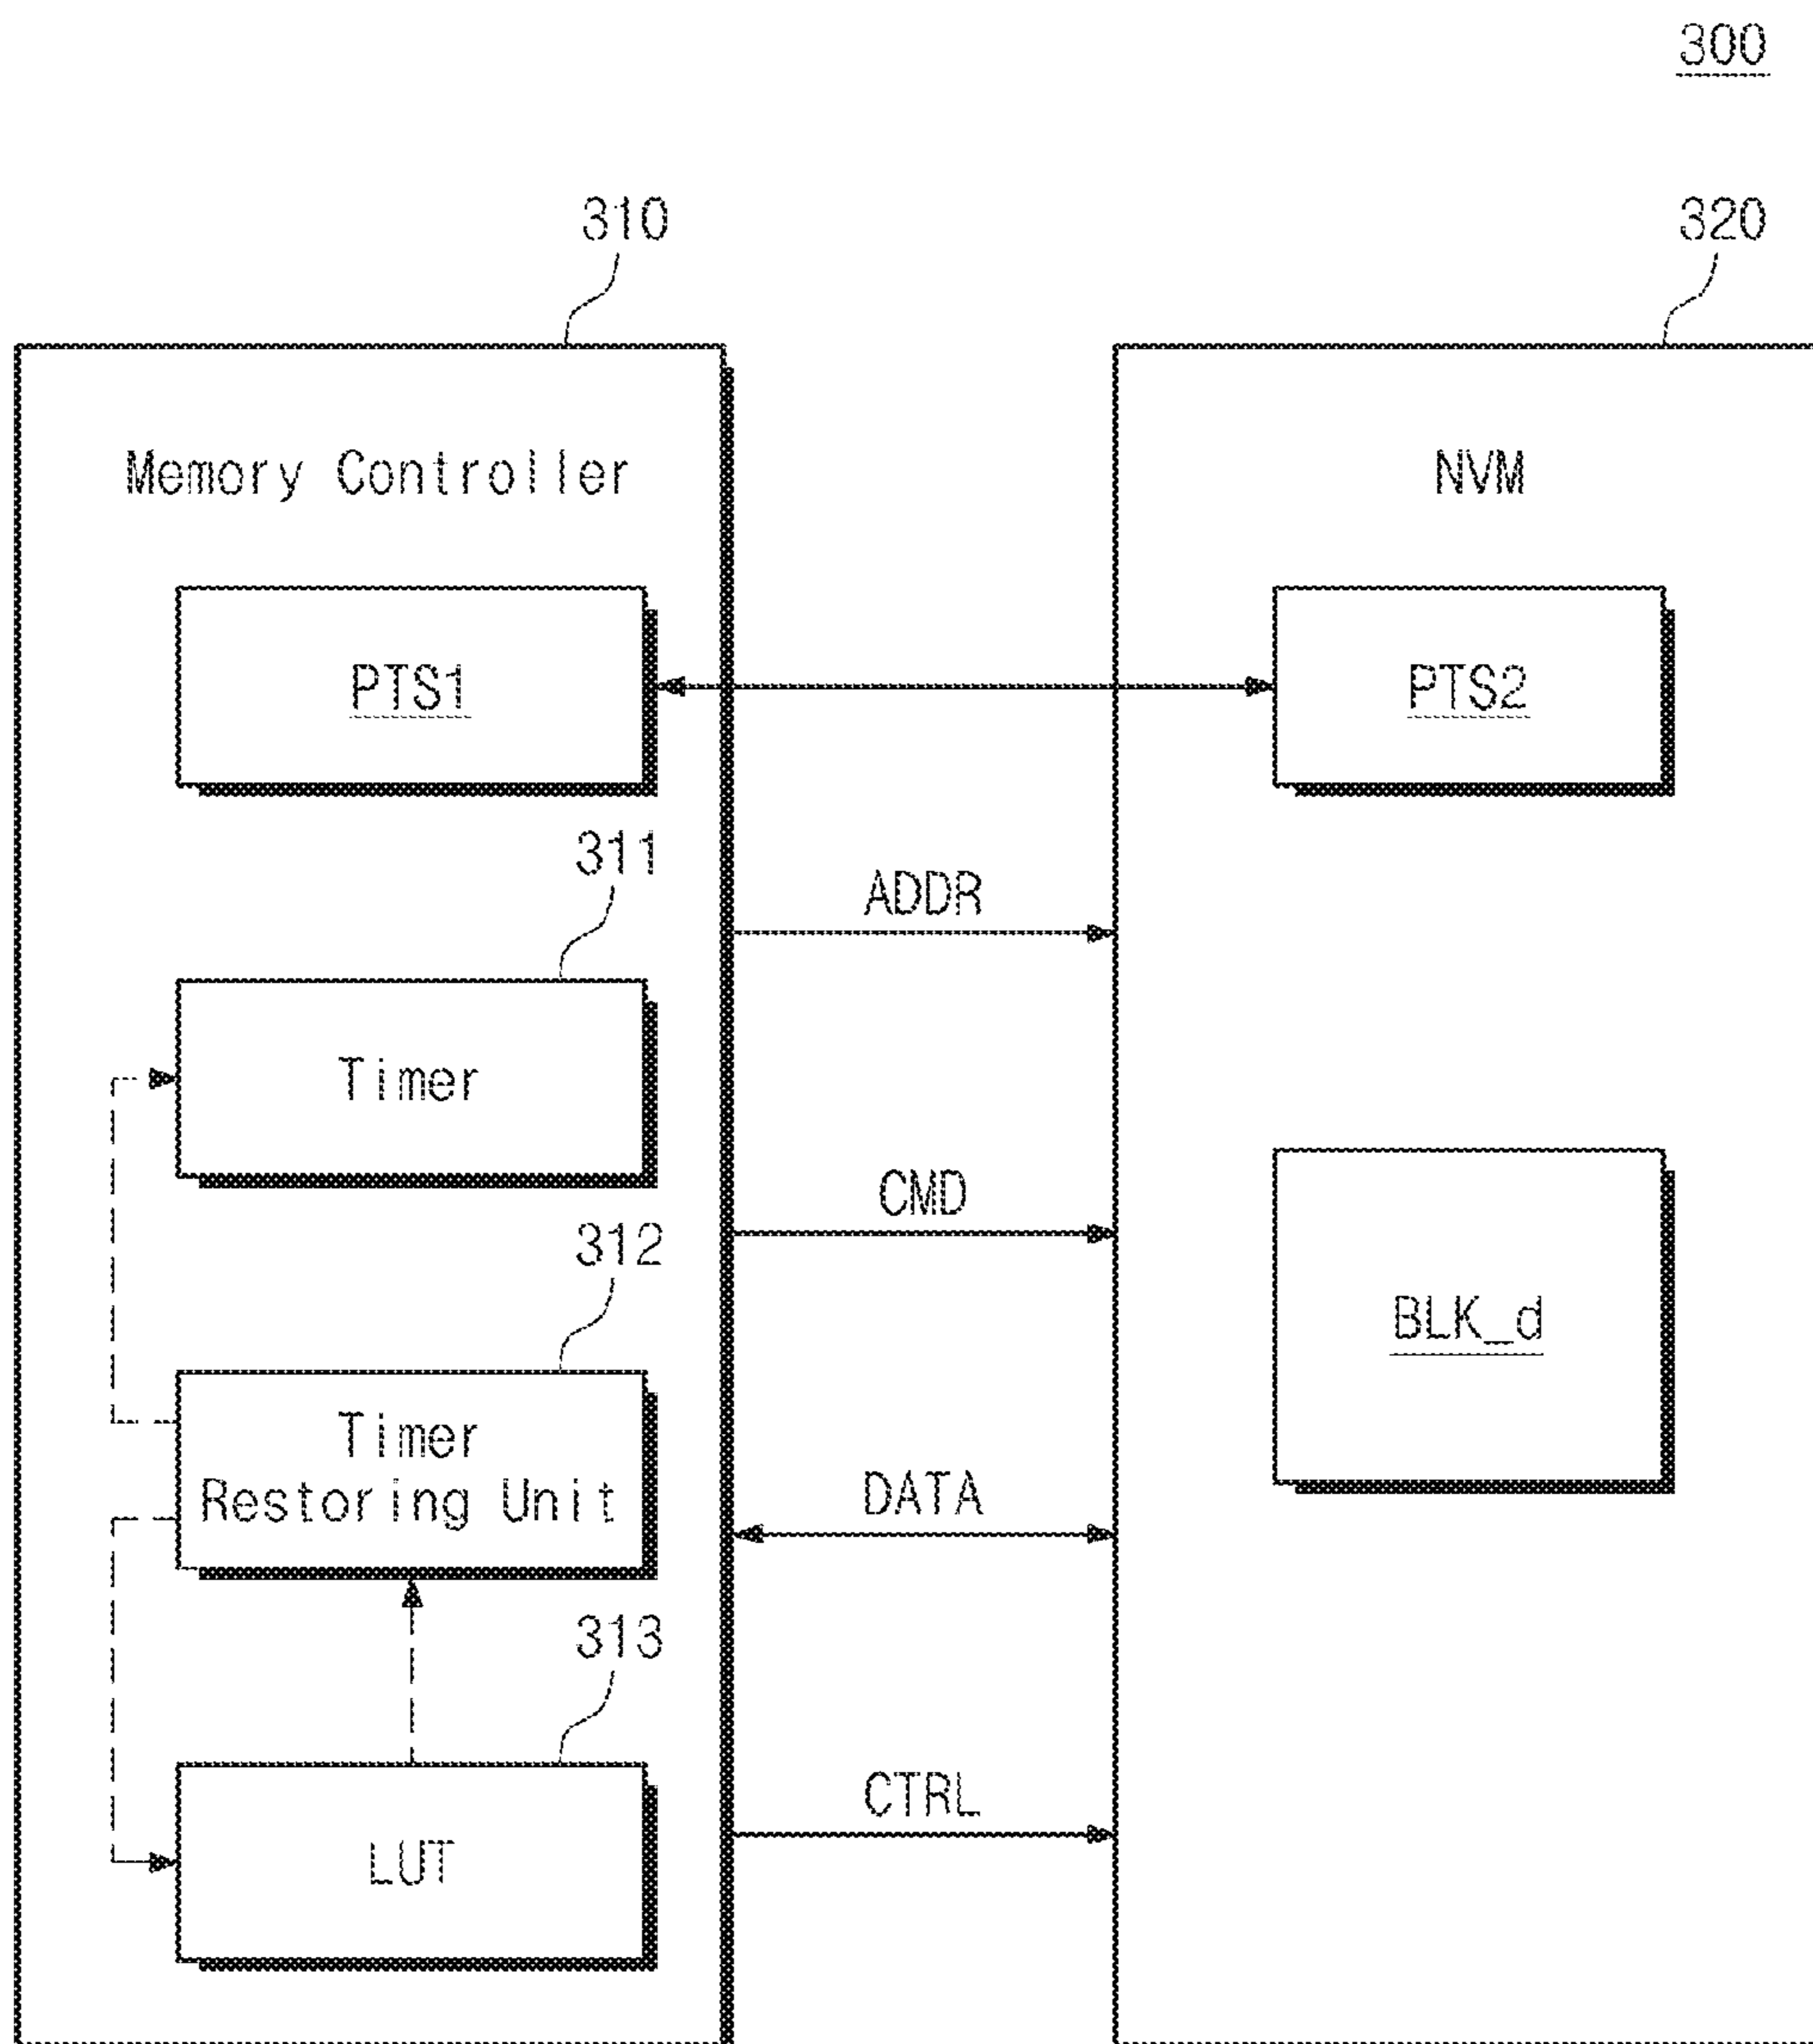 300
310
320
Memory Controller
NVM
PTS1
PTS2
311
ADDR
Timer
CMD
312
BLK_d
Timer
Restoring Unit
DATA
313
CTRL
LUT